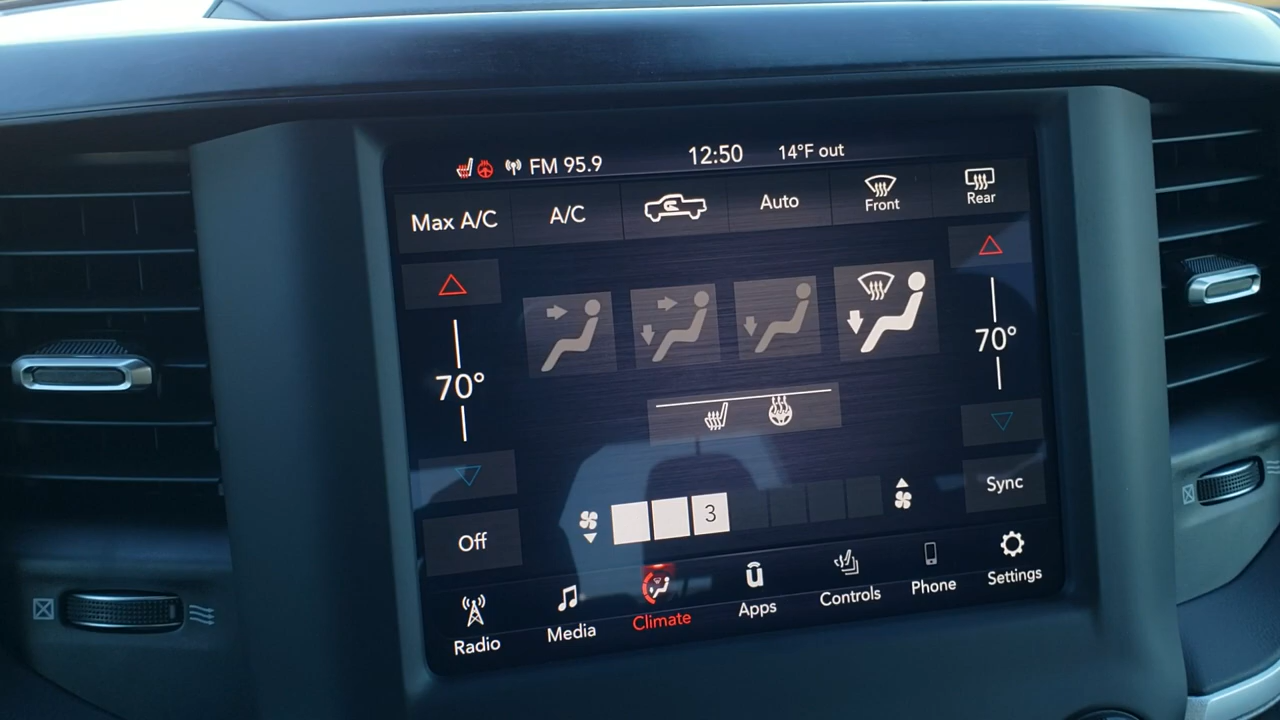 FM 95.9 12:50 14°F out
Max A/C A/C Auto Front Rear
70° 70°
3
Off Sync
Radio Media Climate Apps Controls Phone Settings